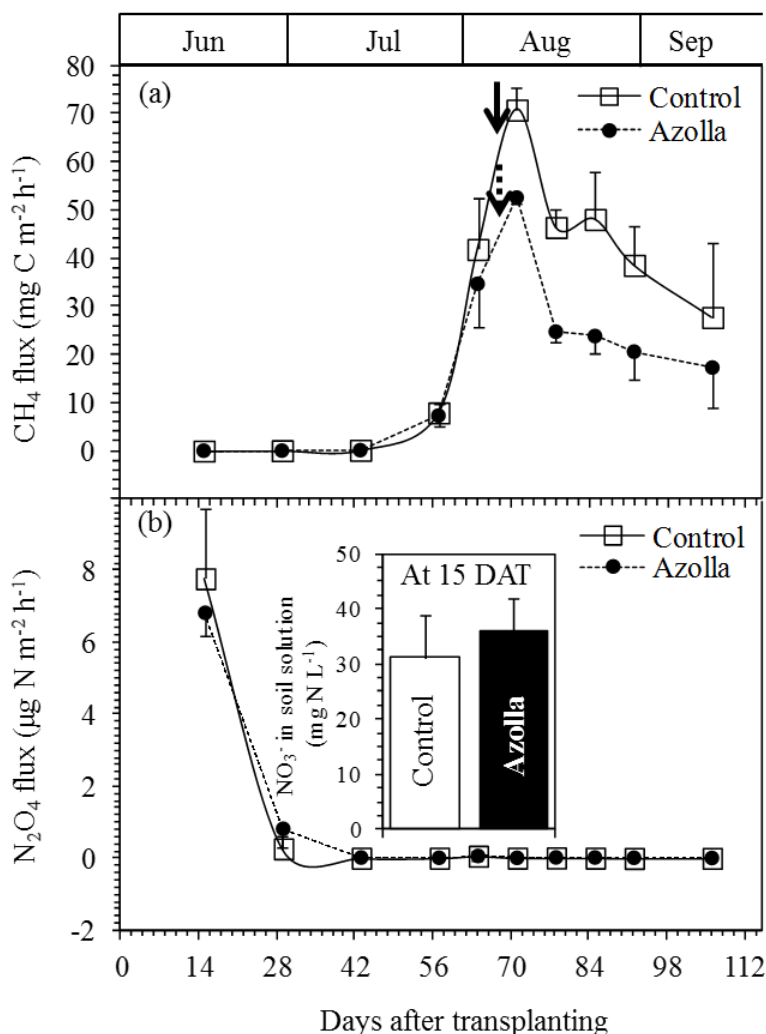 Jun Jul Aug Sep
(a)
Control
Azolla
80
70
60
50
40
30
20
10
0
CH₄ flux (mg C m⁻² h⁻¹)
(b)
Control
Azolla
8
6
4
2
0
-2
N₂O₄ flux (µg N m⁻² h⁻¹)
At 15 DAT
50
40
30
20
10
0
NO₃⁻ in soil solution
(mg N L⁻¹)
Control
Azolla
0 14 28 42 56 70 84 98 112
Days after transplanting